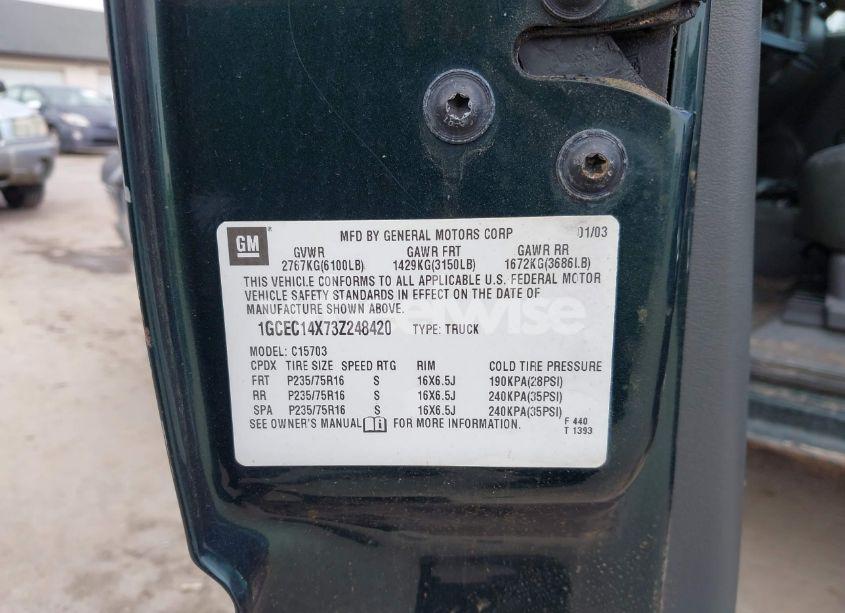 GM
MFD BY GENERAL MOTORS CORP 01/03
GVWR GAWR FRT GAWR RR
2767KG(6100LB) 1429KG(3150LB) 1672KG(3686LB)
THIS VEHICLE CONFORMS TO ALL APPLICABLE U.S. FEDERAL MOTOR
VEHICLE SAFETY STANDARDS IN EFFECT ON THE DATE OF
MANUFACTURE SHOWN ABOVE.
1GCEC14X73Z248420 TYPE: TRUCK
MODEL: C15703
CPDX TIRE SIZE SPEED RTG RIM COLD TIRE PRESSURE
FRT P235/75R16 S 16X6.5J 190KPA(28PSI)
RR P235/75R16 S 16X6.5J 240KPA(35PSI)
SPA P235/75R16 S 16X6.5J 240KPA(35PSI)
SEE OWNER'S MANUAL FOR MORE INFORMATION.
F 440
T 1393